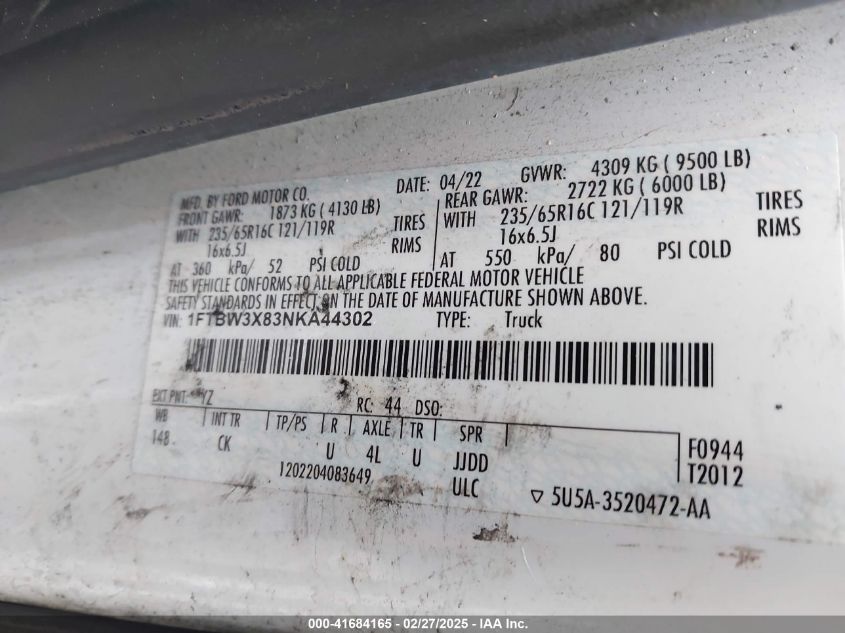 MFD. BY FORD MOTOR CO. DATE: 04/22 GVWR: 4309 KG ( 9500 LB)
FRONT GAWR: 1873 KG ( 4130 LB) REAR GAWR: 2722 KG ( 6000 LB)
WITH 235/65R16C 121/119R TIRES WITH 235/65R16C 121/119R TIRES
16x6.5J RIMS 16x6.5J RIMS
AT 360 kPa/ 52 PSI COLD AT 550 kPa/ 80 PSI COLD
THIS VEHICLE CONFORMS TO ALL APPLICABLE FEDERAL MOTOR VEHICLE
SAFETY STANDARDS IN EFFECT ON THE DATE OF MANUFACTURE SHOWN ABOVE.
VIN: 1FTBW3X83NKA44302 TYPE: Truck
EXT PNT: YZ RC: 44 DSO:
WB INT TR TP/PS R AXLE TR SPR F0944
148 CK U 4L U JJDD T2012
1202204083649 ULC ▽ 5U5A-3520472-AA
000-41684165 - 02/27/2025 - IAA Inc.